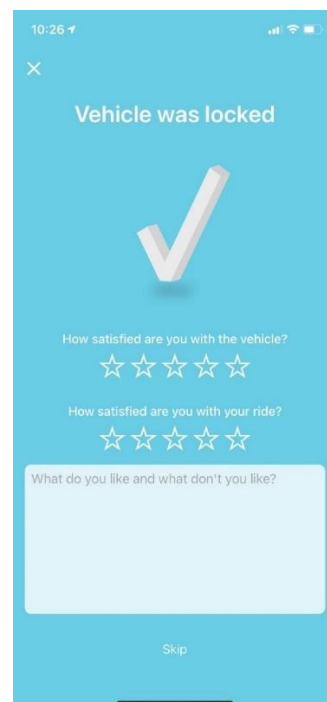 10:26
Vehicle was locked
How satisfied are you with the vehicle?
How satisfied are you with your ride?
What do you like and what don't you like?
Skip